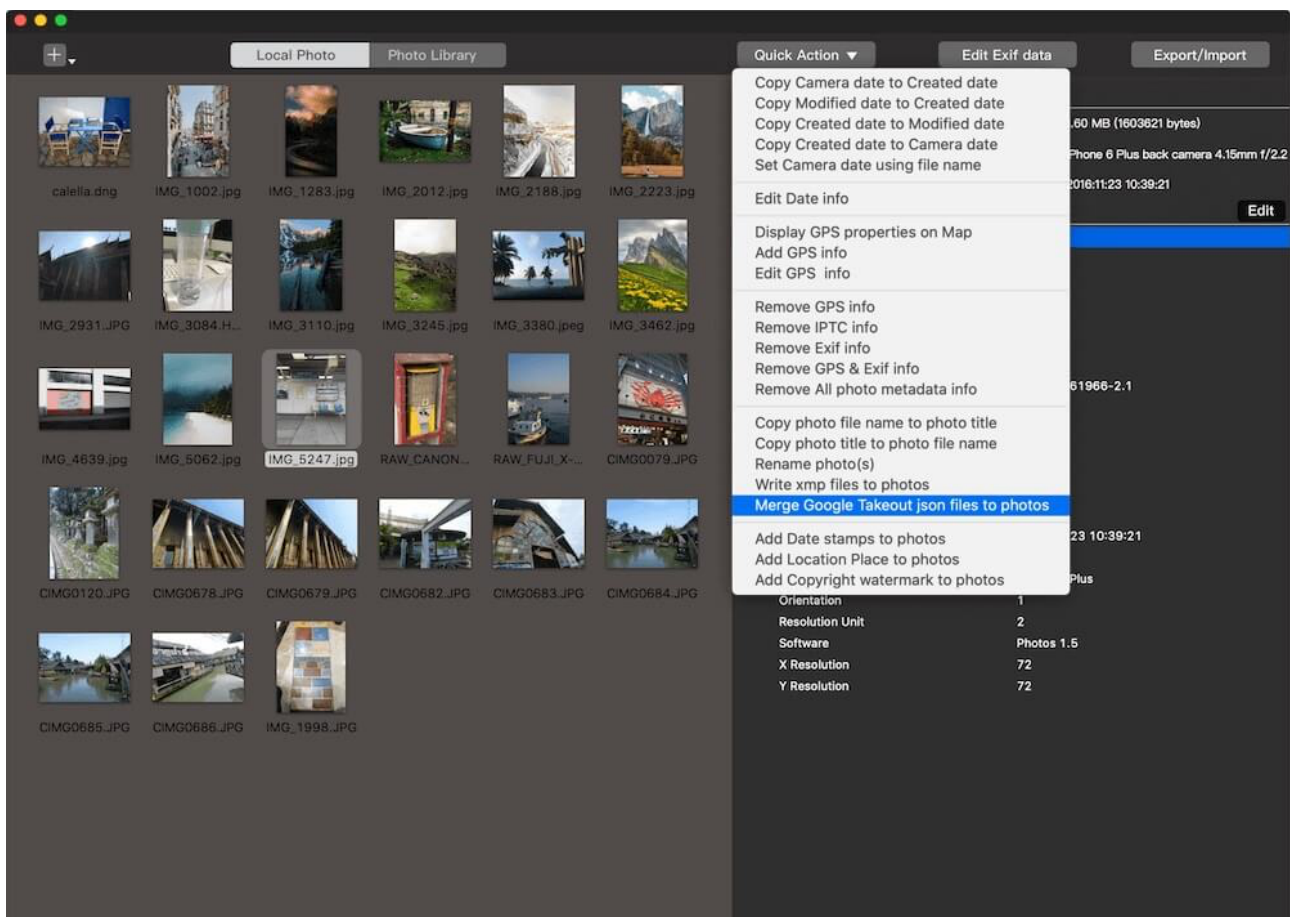 Local Photo
Photo Library
Quick Action ▼
Edit Exif data
Export/Import
calella.dng
IMG_1002.jpg
IMG_1283.jpg
IMG_2012.jpg
IMG_2188.jpg
IMG_2223.jpg
IMG_2931.JPG
IMG_3084.H...
IMG_3110.jpg
IMG_3245.jpg
IMG_3380.jpeg
IMG_3462.jpg
IMG_4639.jpg
IMG_5062.jpg
IMG_5247.jpg
RAW_CANON...
RAW_FUJI_X-...
CIMG0079.JPG
CIMG0120.JPG
CIMG0678.JPG
CIMG0679.JPG
CIMG0682.JPG
CIMG0683.JPG
CIMG0684.JPG
CIMG0685.JPG
CIMG0686.JPG
IMG_1998.JPG
Copy Camera date to Created date
Copy Modified date to Created date
Copy Created date to Modified date
Copy Created date to Camera date
Set Camera date using file name
Edit Date info
Display GPS properties on Map
Add GPS info
Edit GPS info
Remove GPS info
Remove IPTC info
Remove Exif info
Remove GPS & Exif info
Remove All photo metadata info
Copy photo file name to photo title
Copy photo title to photo file name
Rename photo(s)
Write xmp files to photos
Merge Google Takeout json files to photos
Add Date stamps to photos
Add Location Place to photos
Add Copyright watermark to photos
.60 MB (1603621 bytes)
Phone 6 Plus back camera 4.15mm f/2.2
2016:11:23 10:39:21
Edit
61966-2.1
23 10:39:21
Plus
Orientation 1
Resolution Unit 2
Software Photos 1.5
X Resolution 72
Y Resolution 72